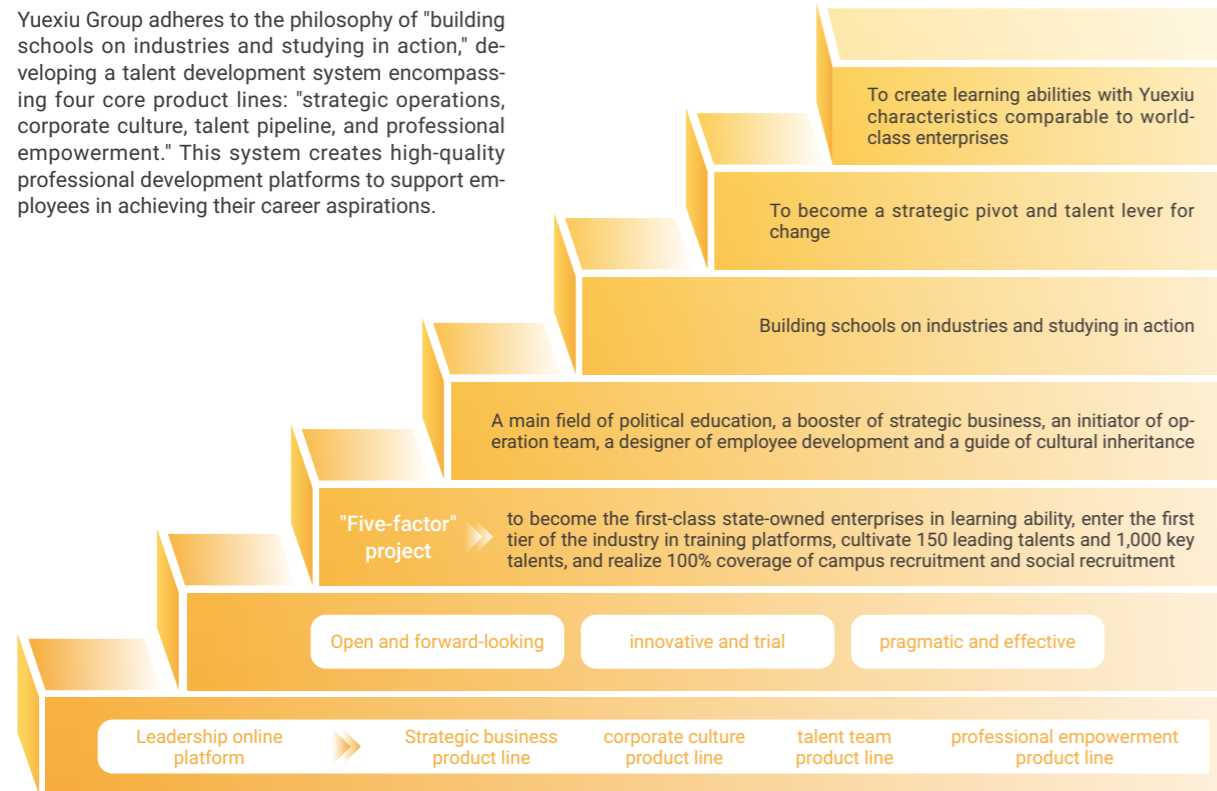 Yuexiu Group adheres to the philosophy of "building
schools on industries and studying in action," de-
veloping a talent development system encompass-
ing four core product lines: "strategic operations,
corporate culture, talent pipeline, and professional
empowerment." This system creates high-quality
professional development platforms to support em-
ployees in achieving their career aspirations.
To create learning abilities with Yuexiu
characteristics comparable to world-
class enterprises
To become a strategic pivot and talent lever for
change
Building schools on industries and studying in action
A main field of political education, a booster of strategic business, an initiator of op-
eration team, a designer of employee development and a guide of cultural inheritance
"Five-factor"
project
to become the first-class state-owned enterprises in learning ability, enter the first
tier of the industry in training platforms, cultivate 150 leading talents and 1,000 key
talents, and realize 100% coverage of campus recruitment and social recruitment
Open and forward-looking
innovative and trial
pragmatic and effective
Leadership online
platform
Strategic business
product line
corporate culture
product line
talent team
product line
professional empowerment
product line